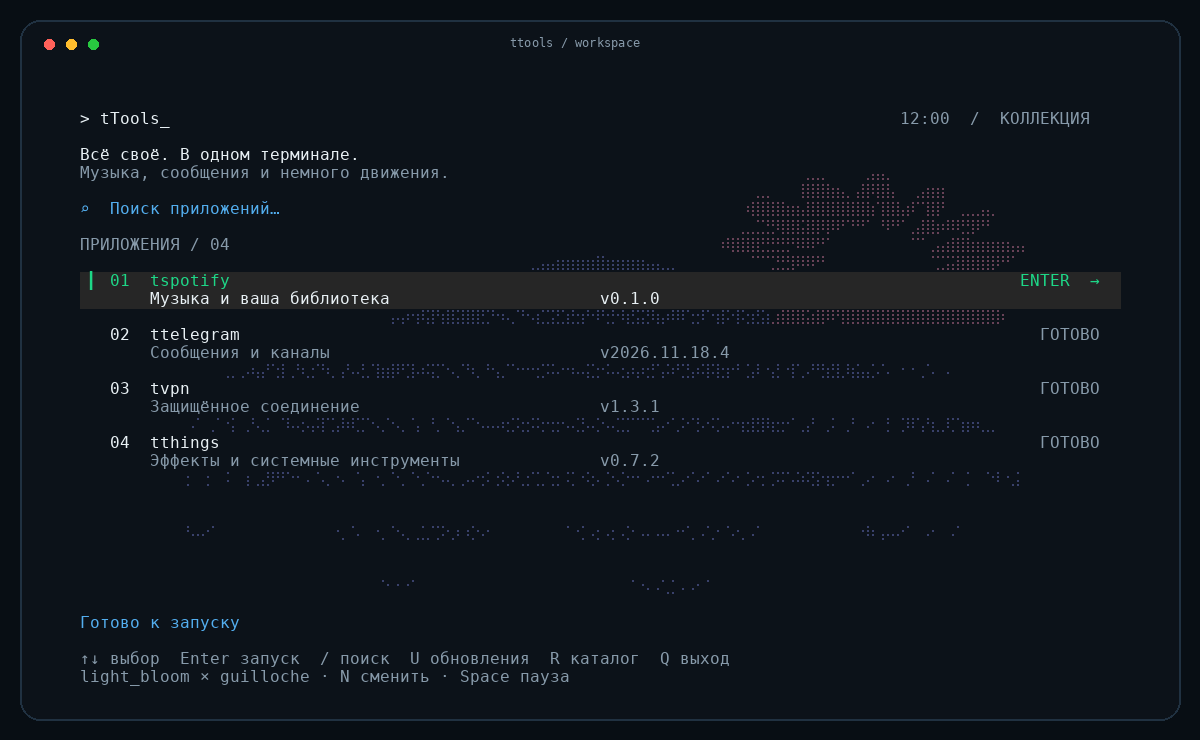 ttools / workspace
> tTools_ 12:00 / КОЛЛЕКЦИЯ
Всё своё. В одном терминале.
Музыка, сообщения и немного движения.
⌕ Поиск приложений…
ПРИЛОЖЕНИЯ / 04
01 tspotify ENTER →
Музыка и ваша библиотека v0.1.0
02 ttelegram ГОТОВО
Сообщения и каналы v2026.11.18.4
03 tvpn ГОТОВО
Защищённое соединение v1.3.1
04 tthings ГОТОВО
Эффекты и системные инструменты v0.7.2
Готово к запуску
↑↓ выбор Enter запуск / поиск U обновления R каталог Q выход
light_bloom × guilloche · N сменить · Space пауза